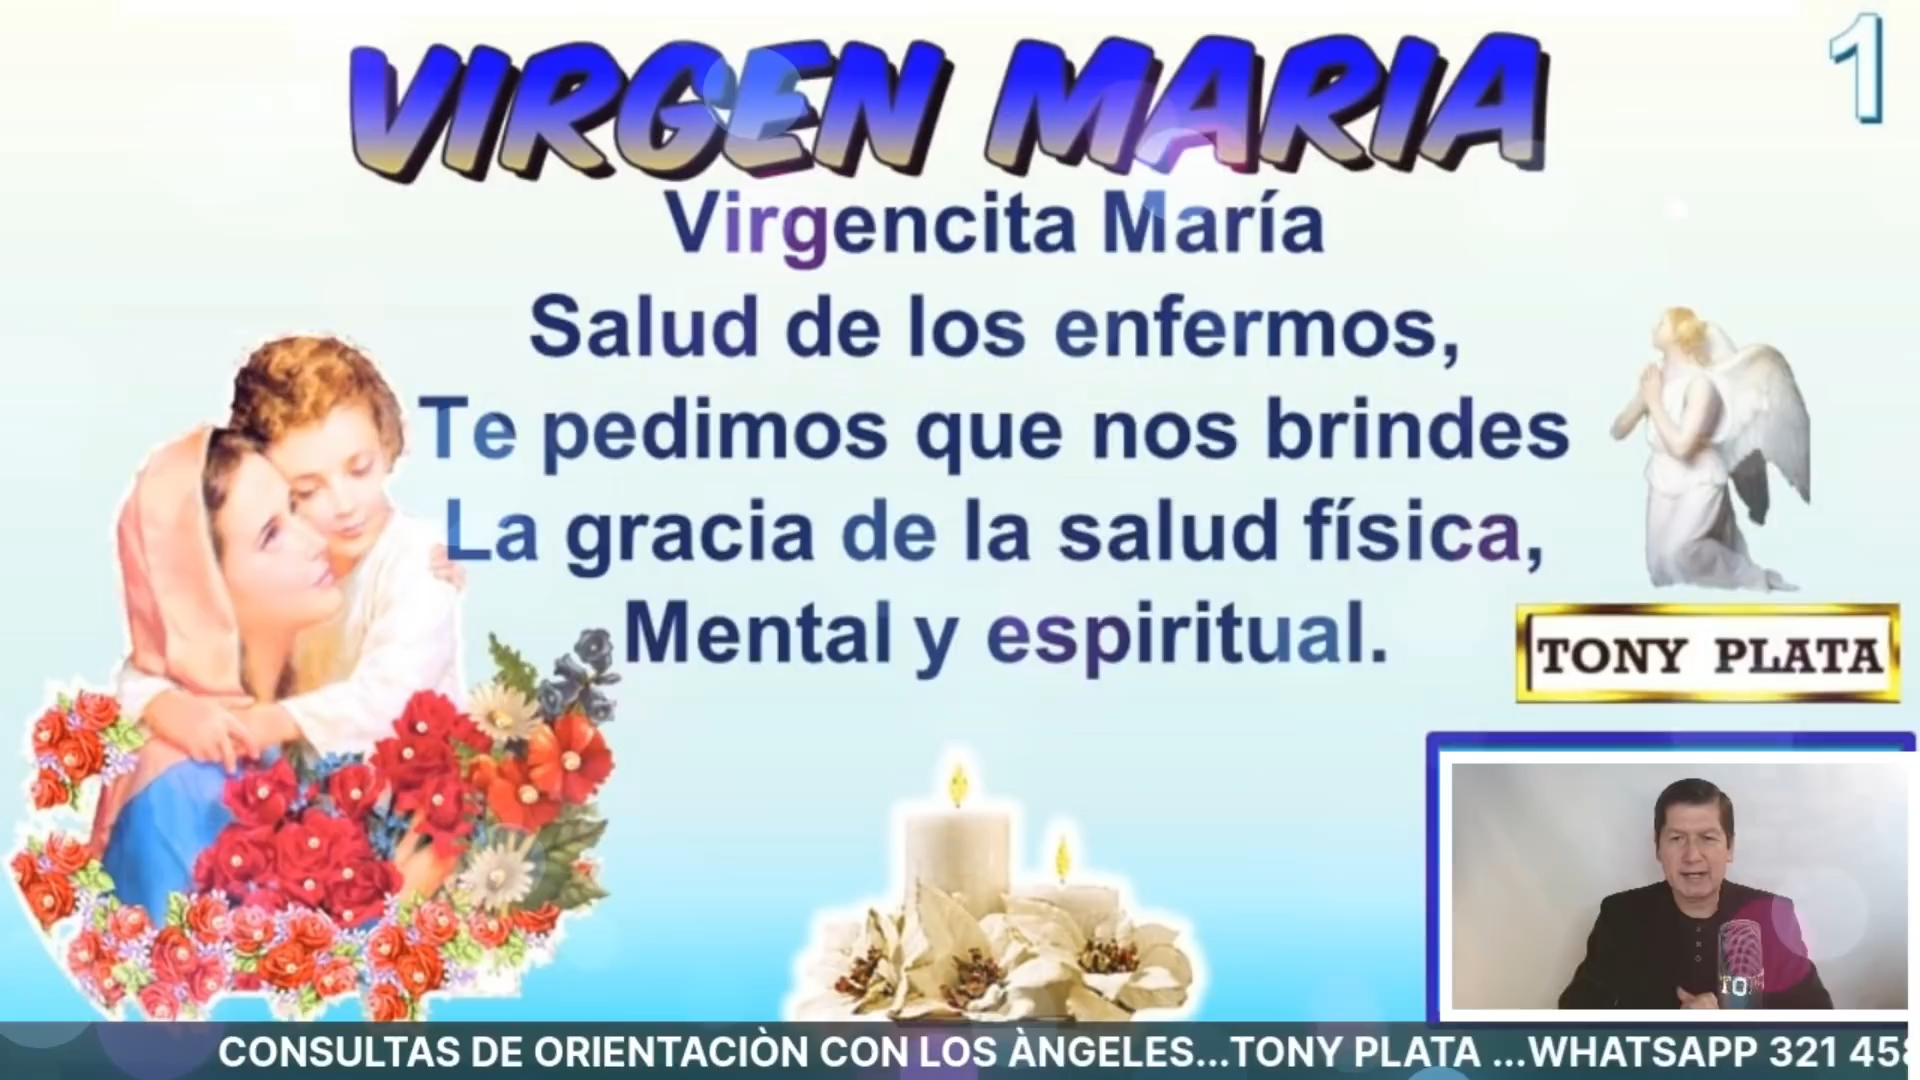 1
VIRGEN MARIA
Virgencita María
Salud de los enfermos,
Te pedimos que nos brindes
La gracia de la salud física,
Mental y espiritual.
TONY PLATA
CONSULTAS DE ORIENTACIÒN CON LOS ÀNGELES...TONY PLATA ...WHATSAPP 321 45